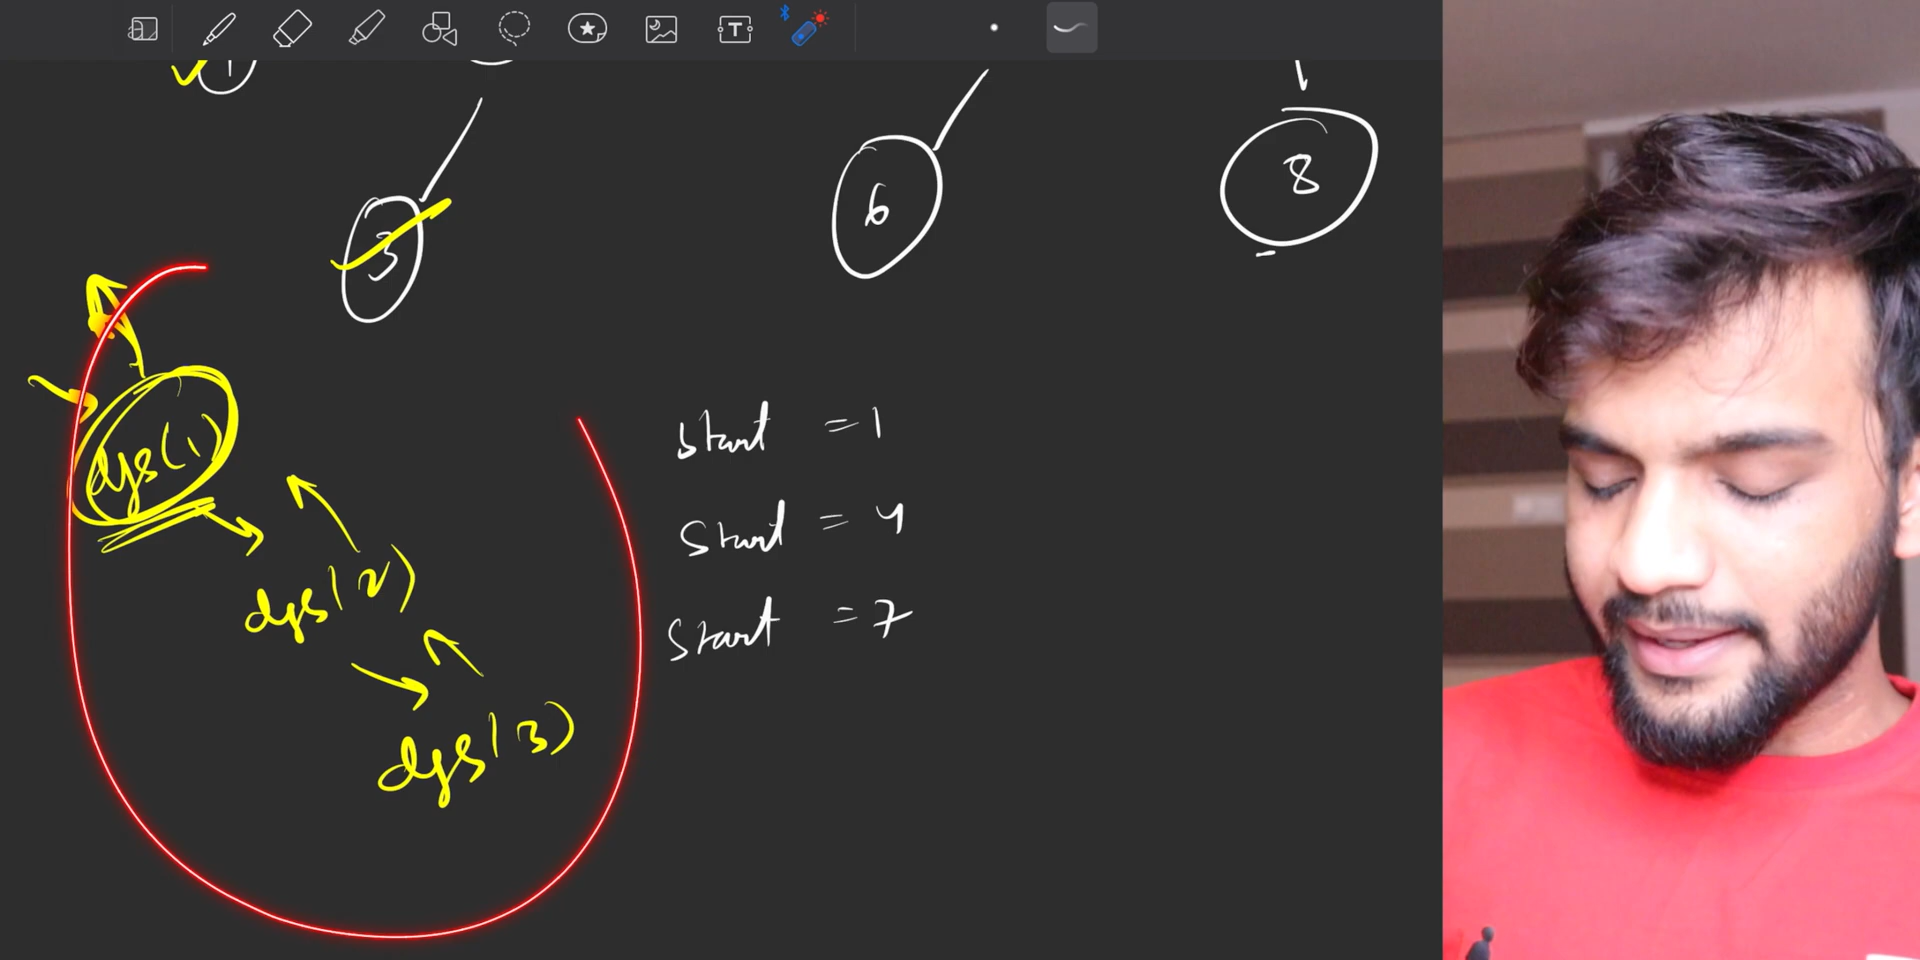 1
3
6
8
dfs(1)
start = 1
start = 4
dfs(2)
start = 7
dfs(3)